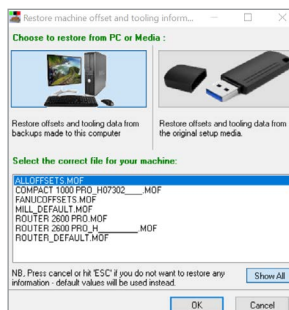 Restore machine offset and tooling inform...
Choose to restore from PC or Media :
Restore offsets and tooling data from
backups made to this computer
Restore offsets and tooling data from
the original setup media.
Select the correct file for your machine:
ALLOFFSETS.MOF
COMPACT 1000 PRO_H07302____.MOF
FANUCOFFSETS.MOF
MILL_DEFAULT.MOF
ROUTER 2600 PRO.MOF
ROUTER 2600 PRO_H_________.MOF
ROUTER_DEFAULT.MOF
NB, Press cancel or hit 'ESC' if you do not want to restore any
information - default values will be used
instead.
Show All
OK
Cancel